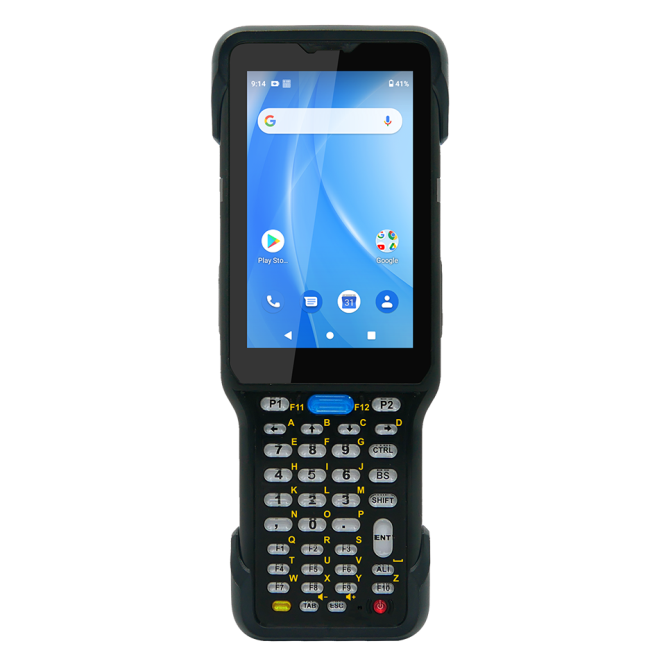 9:14 41%
G
Play Sto... Google
31
P1 F11 F12 P2
A B C D
E F G
7 8 9 CTRL
H I J
4 5 6 BS
K L M
1 2 3 SHIFT
N O P
, 0 .
ENT
Q R S
F1 F2 F3
T U V
F4 F5 F6 ALT
W X Y Z
F7 F8 F9 F10
- +
TAB ESC